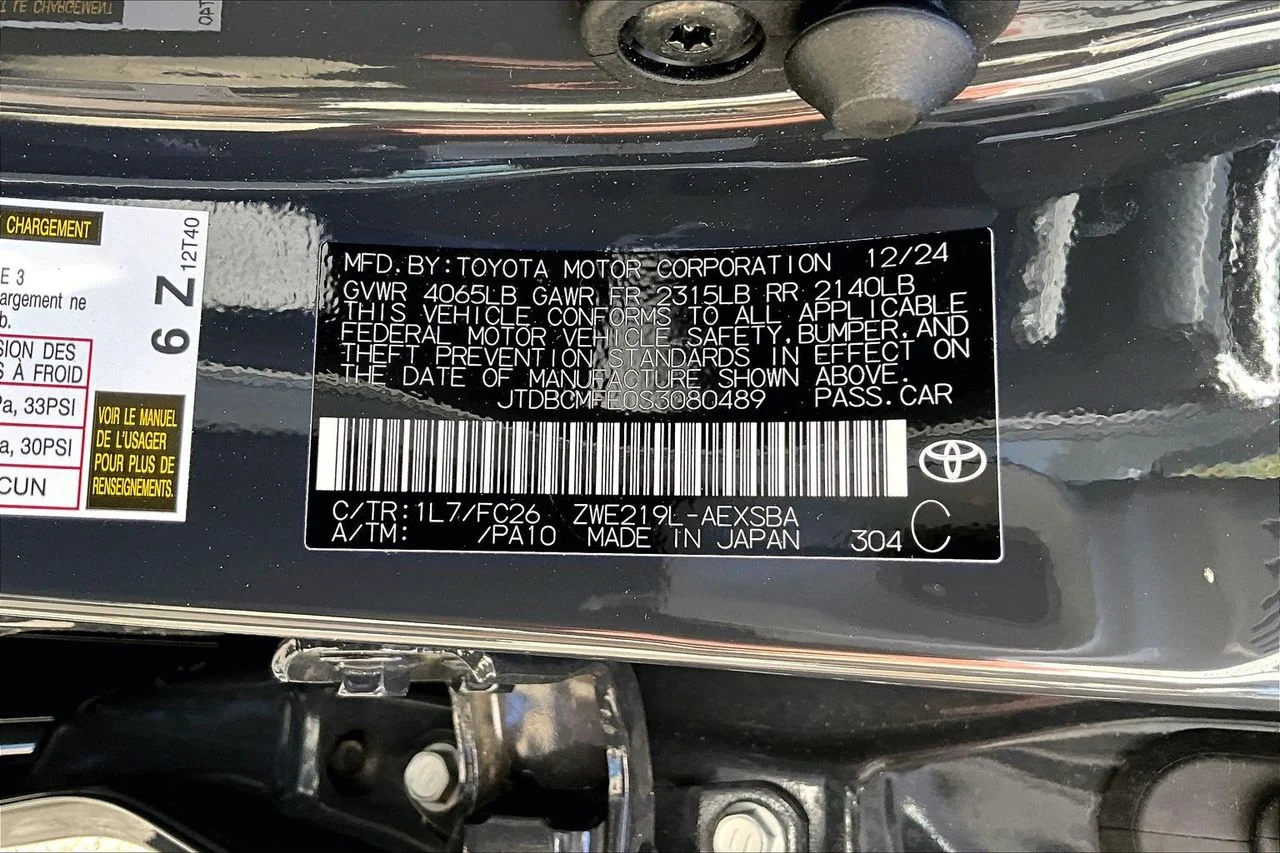 LE CHARGEMENT
CHARGEMENT
E 3
argement ne
b.
SION DES
S À FROID
Pa, 33PSI
a, 30PSI
CUN
VOIR LE MANUEL
DE L'USAGER
POUR PLUS DE
RENSEIGNEMENTS.
6 Z
12T40
MFD.BY:TOYOTA MOTOR CORPORATION 12/24
GVWR 4065LB GAWR FR 2315LB RR 2140LB
THIS VEHICLE CONFORMS TO ALL APPLICABLE
FEDERAL MOTOR VEHICLE SAFETY,BUMPER,AND
THEFT PREVENTION STANDARDS IN EFFECT ON
THE DATE OF MANUFACTURE SHOWN ABOVE.
JTDBCMFE0S3080489 PASS.CAR
C/TR:1L7/FC26 ZWE219L-AEXSBA
A/TM: /PA10 MADE IN JAPAN 304 C